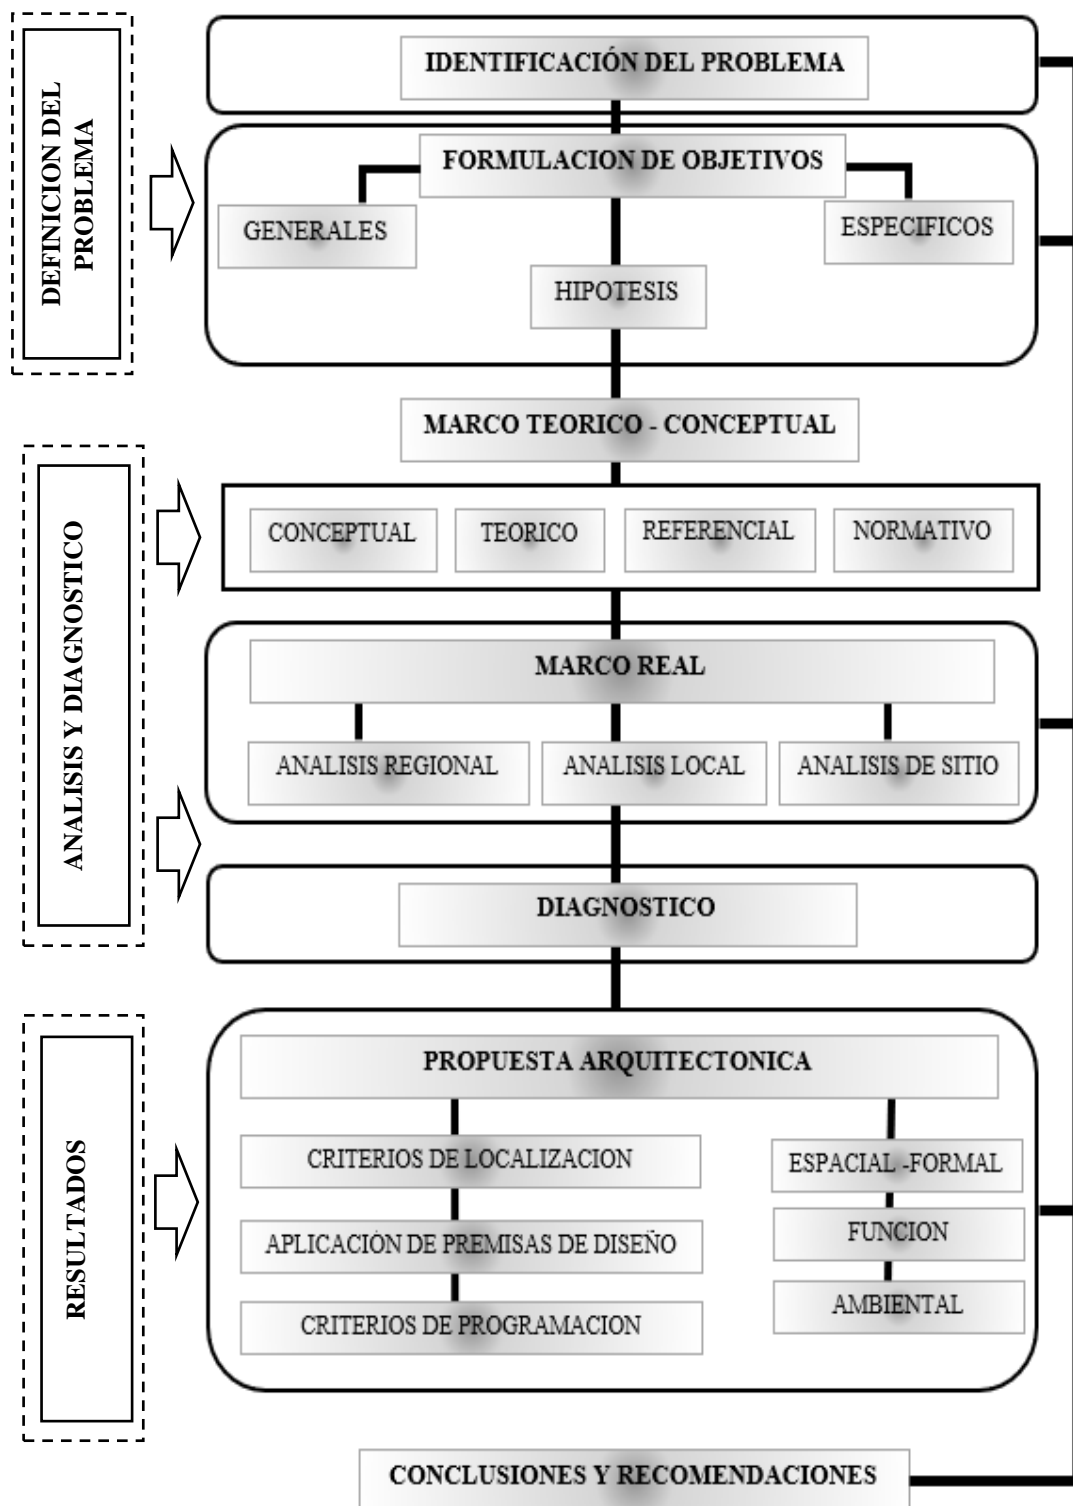 DEFINICION DEL
PROBLEMA
IDENTIFICACIÓN DEL PROBLEMA
FORMULACION DE OBJETIVOS
GENERALES
ESPECIFICOS
HIPOTESIS
MARCO TEORICO - CONCEPTUAL
ANALISIS Y DIAGNOSTICO
CONCEPTUAL
TEORICO
REFERENCIAL
NORMATIVO
MARCO REAL
ANALISIS REGIONAL
ANALISIS LOCAL
ANALISIS DE SITIO
DIAGNOSTICO
RESULTADOS
PROPUESTA ARQUITECTONICA
CRITERIOS DE LOCALIZACION
APLICACIÓN DE PREMISAS DE DISEÑO
CRITERIOS DE PROGRAMACION
ESPACIAL -FORMAL
FUNCION
AMBIENTAL
CONCLUSIONES Y RECOMENDACIONES